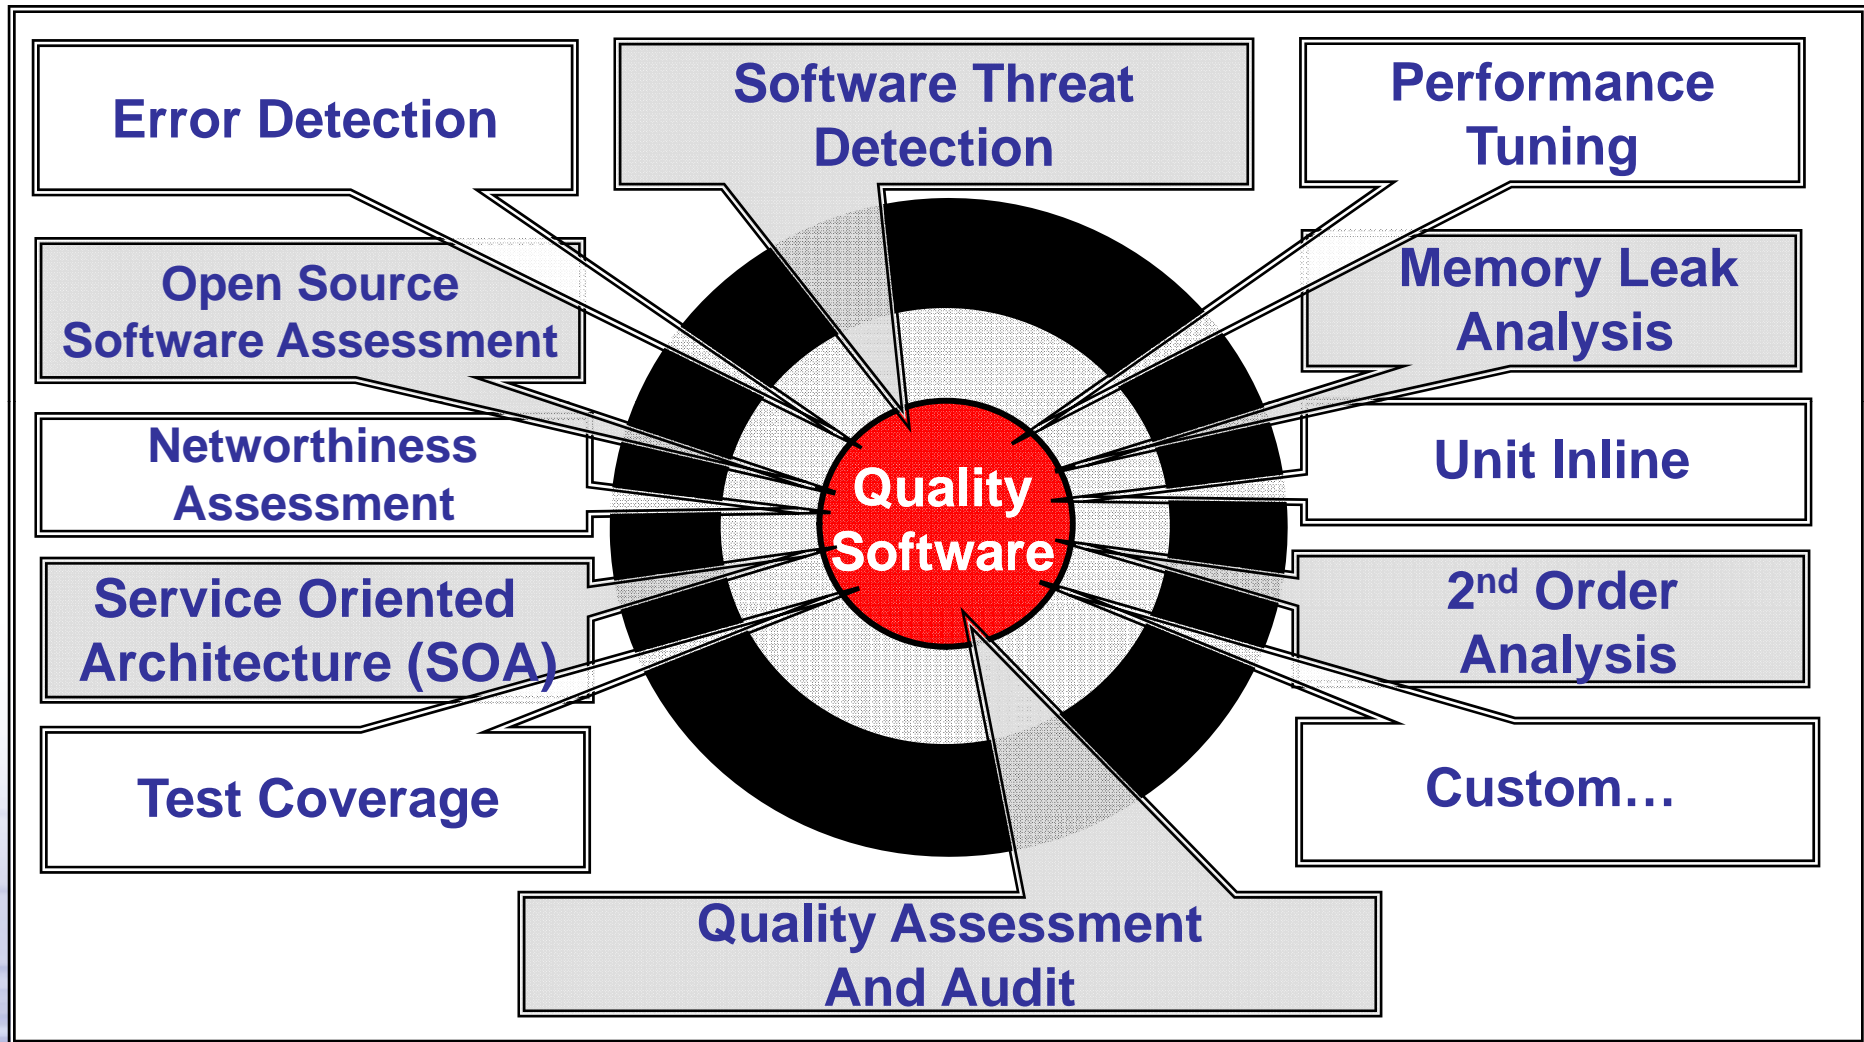 Error Detection
Software Threat
Detection
Performance
Tuning
Open Source
Software Assessment
Memory Leak
Analysis
Networthiness
Assessment
Unit Inline
Quality
Software
Service Oriented
Architecture (SOA)
2nd Order
Analysis
Test Coverage
Custom…
Quality Assessment
And Audit